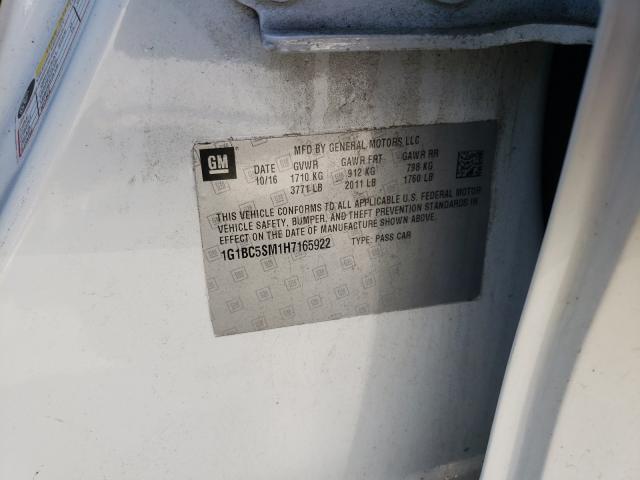 GM
MFD BY GENERAL MOTORS LLC
DATE GVWR GAWR FRT GAWR RR
10/16 1710 KG 912 KG 798 KG
3771 LB 2011 LB 1760 LB
THIS VEHICLE CONFORMS TO ALL APPLICABLE U.S. FEDERAL MOTOR
VEHICLE SAFETY, BUMPER, AND THEFT PREVENTION STANDARDS IN
EFFECT ON THE DATE OF MANUFACTURE SHOWN ABOVE.
1G1BC5SM1H7165922 TYPE: PASS CAR